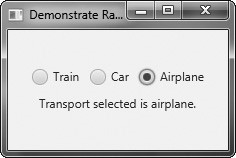 Demonstrate Ra...
Train Car Airplane
Transport selected is airplane.